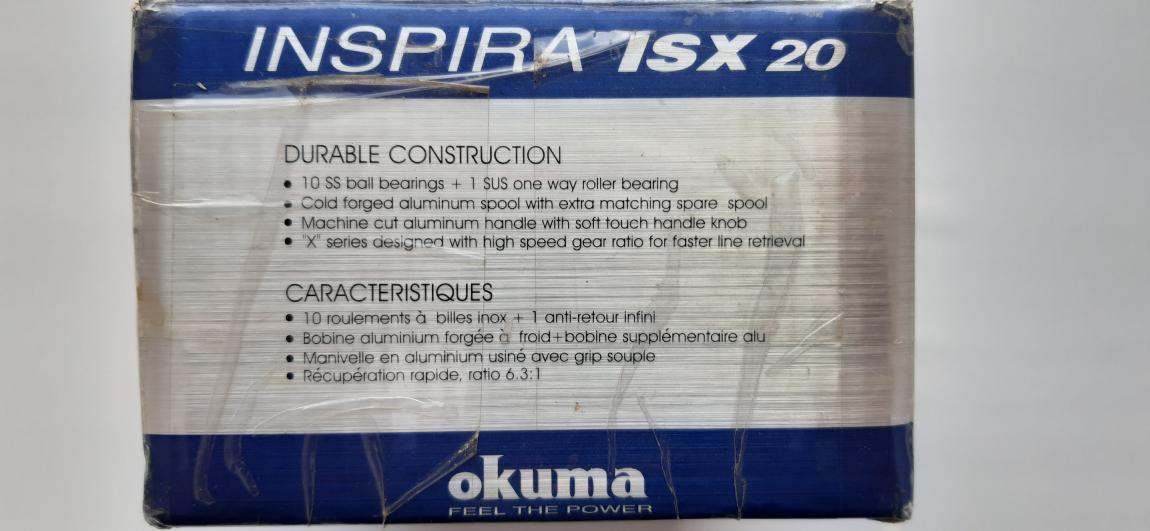 INSPIRA ISX 20
DURABLE CONSTRUCTION
• 10 SS ball bearings + 1 SUS one way roller bearing
• Cold forged aluminum spool with extra matching spare spool
• Machine cut aluminum handle with soft touch handle knob
• "X" series designed with high speed gear ratio for faster line retrieval
CARACTERISTIQUES
• 10 roulements à billes inox + 1 anti-retour infini
• Bobine aluminium forgée à froid+bobine supplémentaire alu
• Manivelle en aluminium usiné avec grip souple
• Récupération rapide, ratio 6.3:1
okuma
FEEL THE POWER